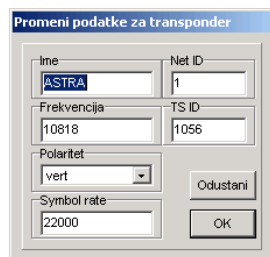 Promeni podatke za transponder
Ime
ASTRA
Net ID
1
Frekvencija
10818
TS ID
1056
Polaritet
vert
Odustani
Symbol rate
22000
OK